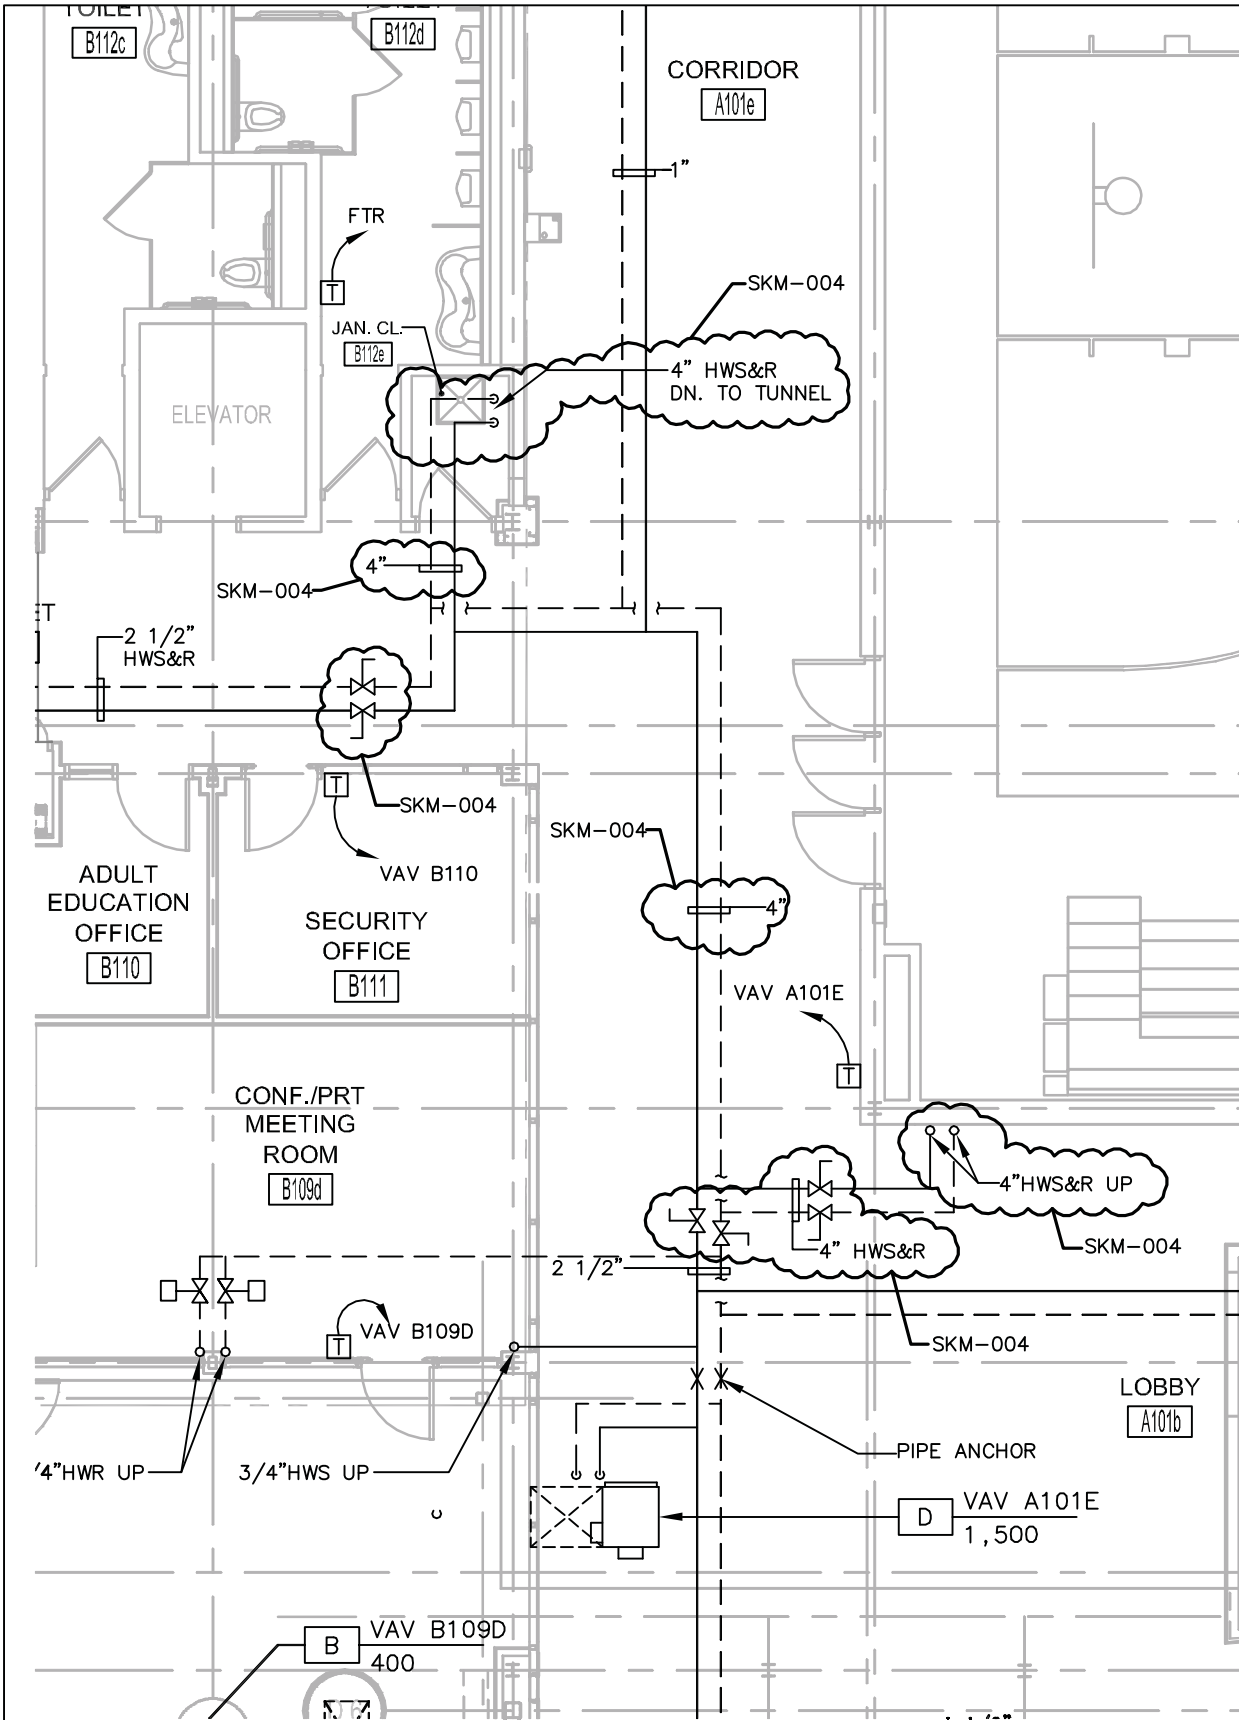 B112c
B112d
CORRIDOR
A101e
1"
FTR
T
SKM-004
JAN. CL.
B112e
4" HWS&R
DN. TO TUNNEL
ELEVATOR
4"
SKM-004
2 1/2"
HWS&R
SKM-004
T
VAV B110
SKM-004
4"
ADULT
EDUCATION
OFFICE
B110
SECURITY
OFFICE
B111
VAV A101E
T
CONF./PRT
MEETING
ROOM
B109d
4"HWS&R UP
SKM-004
4" HWS&R
2 1/2"
SKM-004
T
VAV B109D
LOBBY
A101b
/4"HWR UP
3/4"HWS UP
PIPE ANCHOR
D
VAV A101E
1,500
B
VAV B109D
400